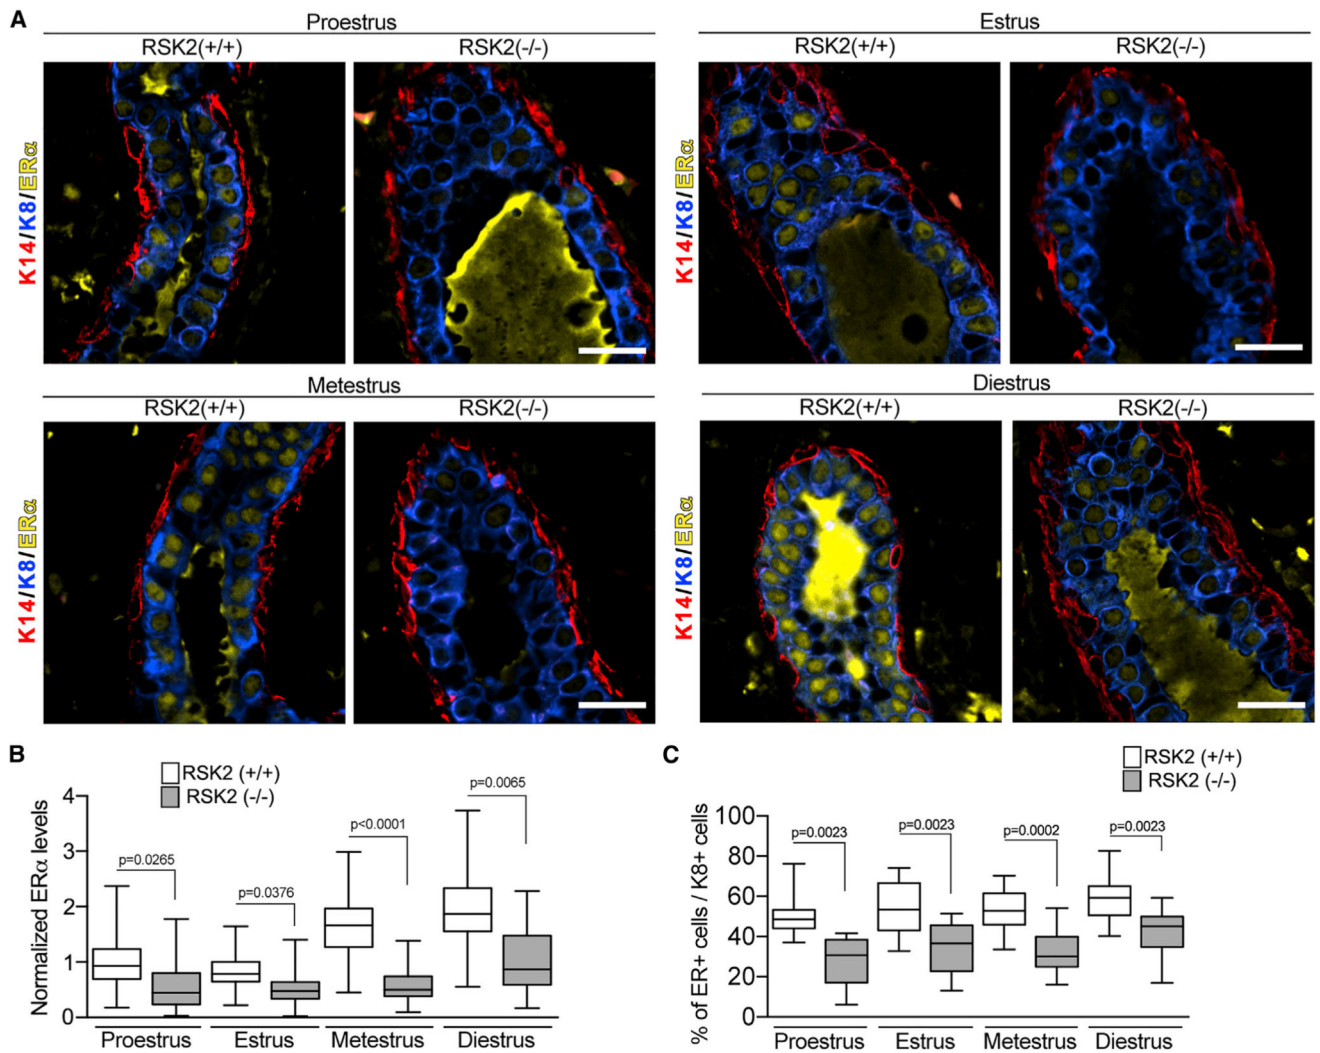 A
Proestrus
Estrus
RSK2(+/+)
RSK2(-/-)
RSK2(+/+)
RSK2(-/-)
K14/K8/ERα
K14/K8/ERα
Metestrus
Diestrus
RSK2(+/+)
RSK2(-/-)
RSK2(+/+)
RSK2(-/-)
K14/K8/ERα
K14/K8/ERα
B
RSK2 (+/+)
RSK2 (-/-)
Normalized ERα levels
4
3
2
1
0
p=0.0265
p=0.0376
p<0.0001
p=0.0065
Proestrus
Estrus
Metestrus
Diestrus
C
RSK2 (+/+)
RSK2 (-/-)
% of ER+ cells / K8+ cells
100
80
60
40
20
0
p=0.0023
p=0.0023
p=0.0002
p=0.0023
Proestrus
Estrus
Metestrus
Diestrus